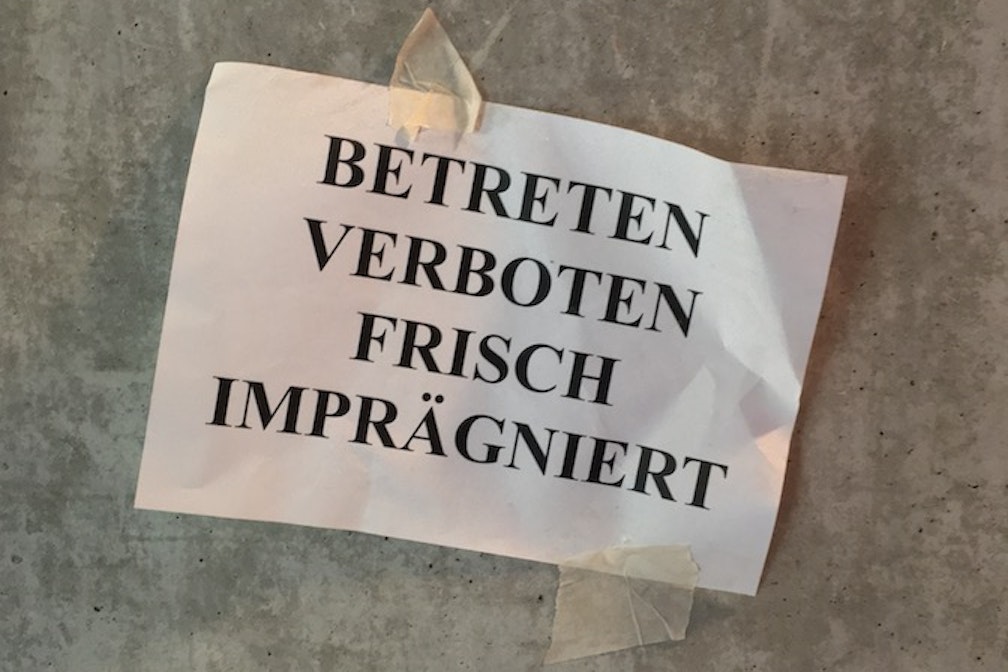 BETRETEN
VERBOTEN
FRISCH
IMPRÄGNIERT